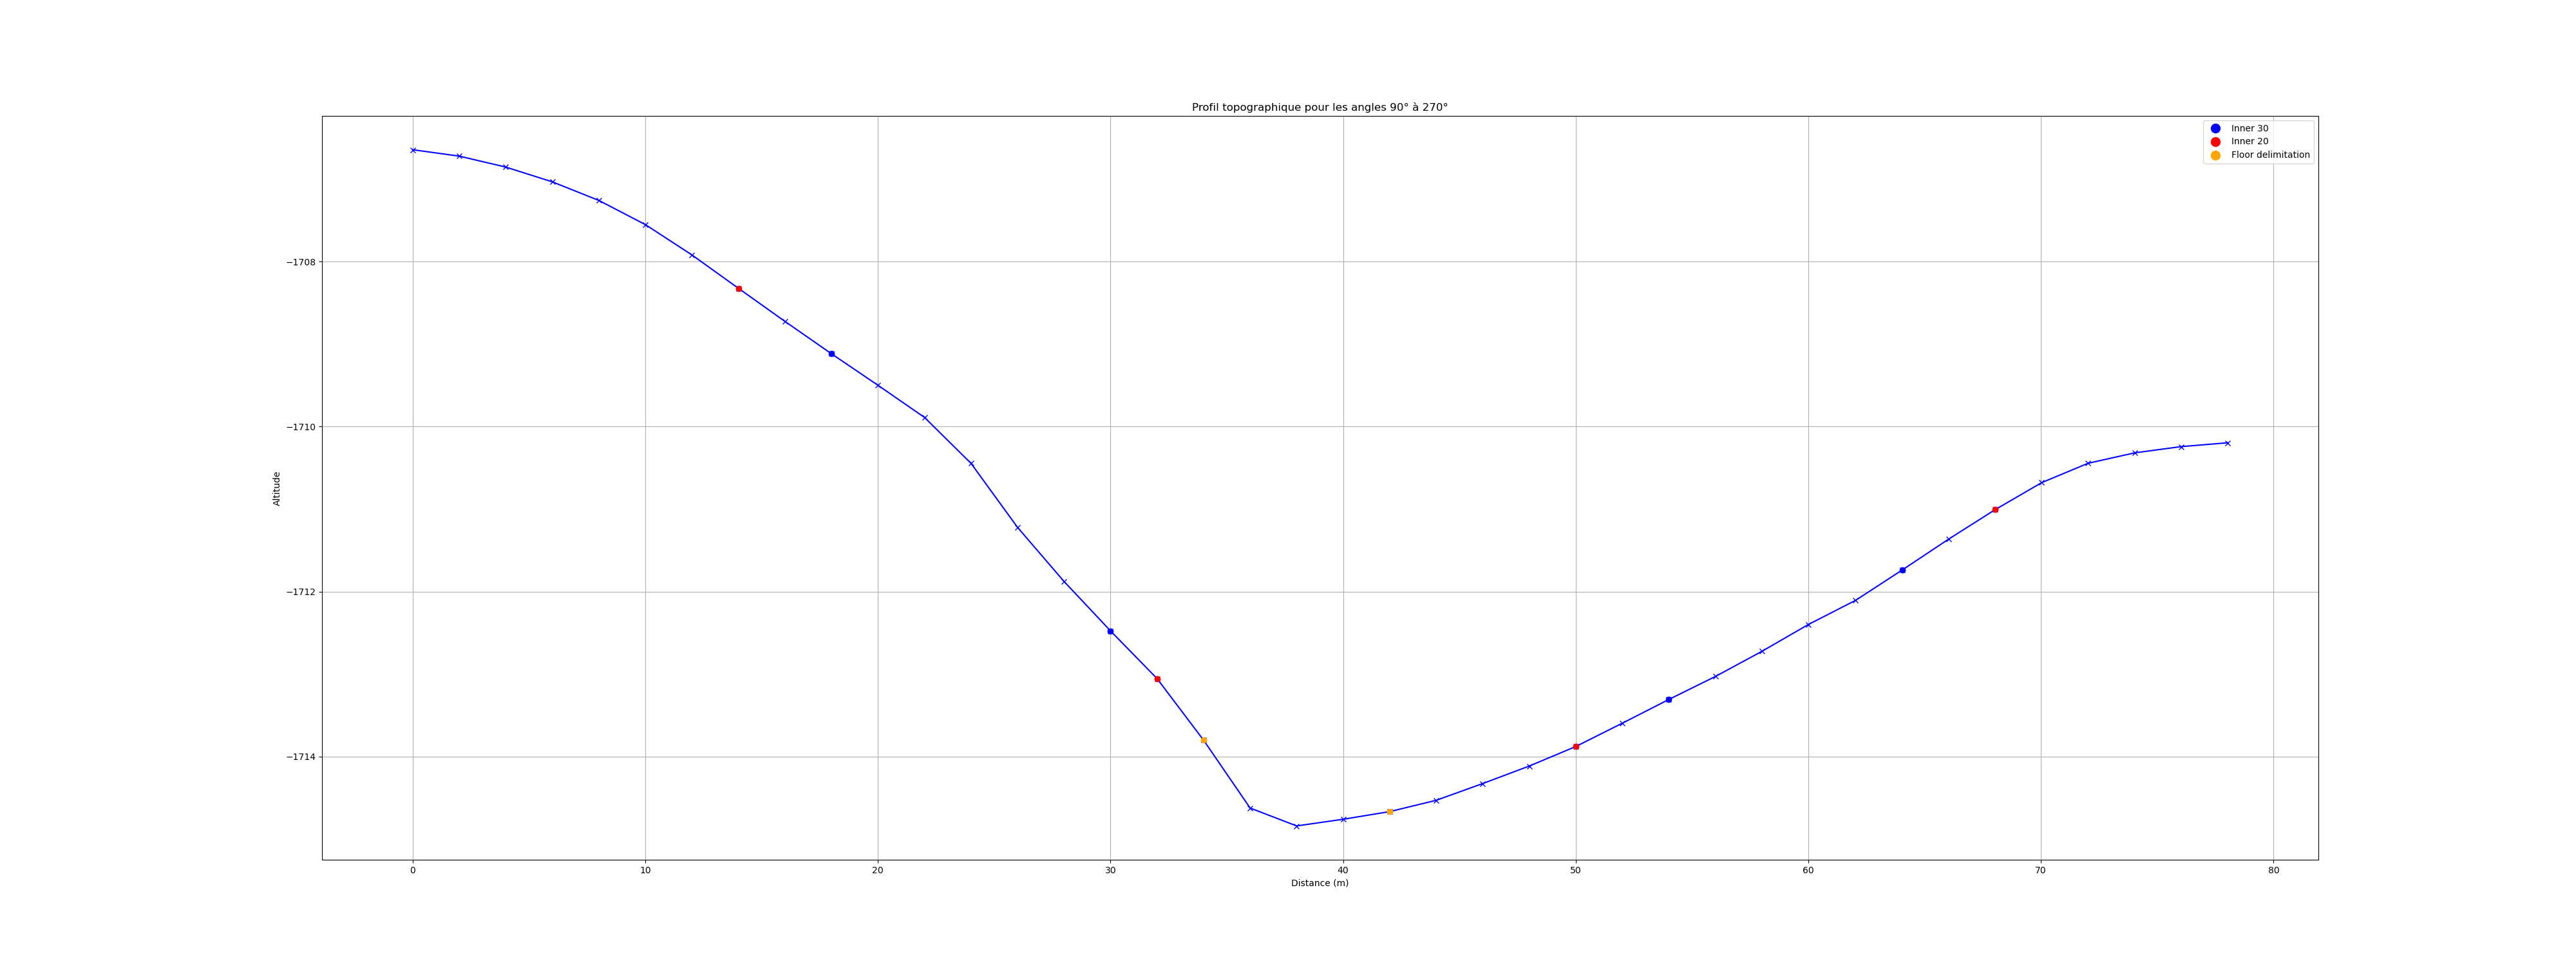 Profil topographique pour les angles 90° à 270°
Inner 30
Inner 20
Floor delimitation
−1708
−1710
−1712
−1714
Altitude
0 10 20 30 40 50 60 70 80
Distance (m)